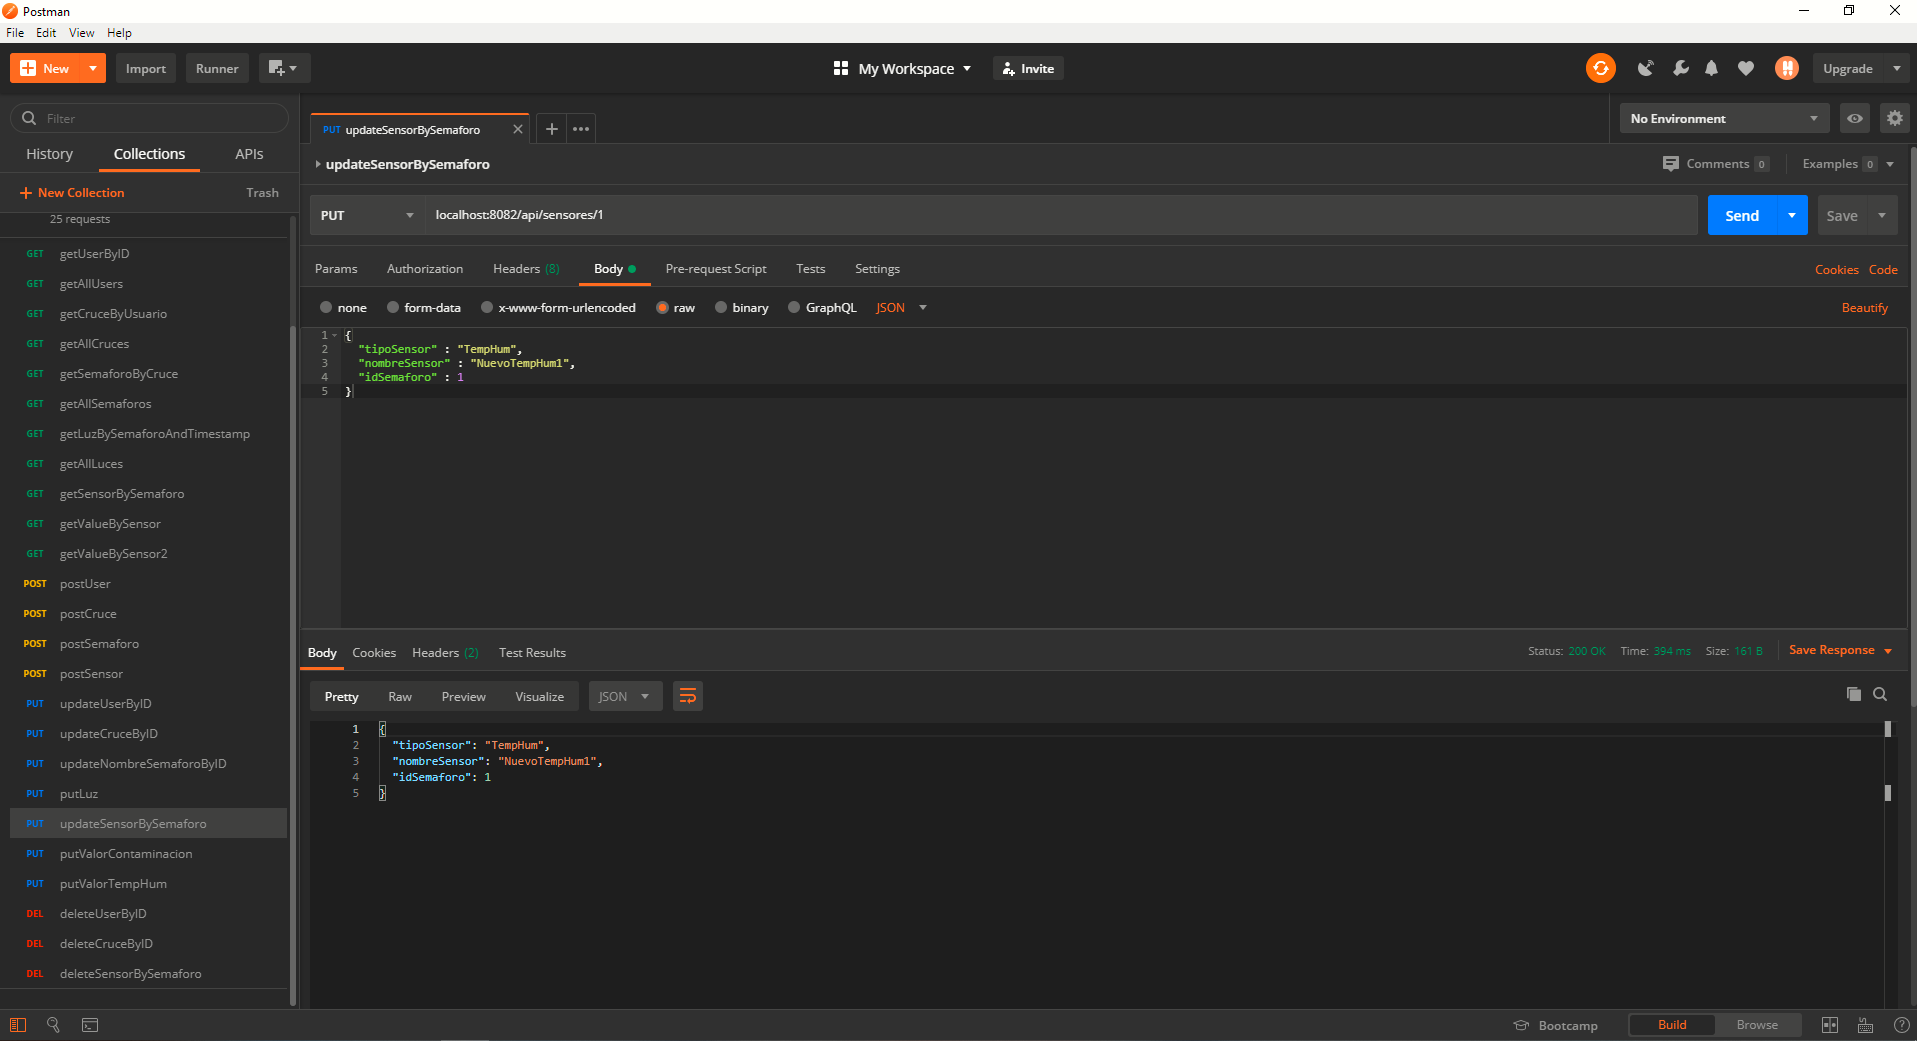 Postman
File Edit View Help
New Import Runner My Workspace Invite Upgrade
Filter
History Collections APIs
New Collection Trash
25 requests
GET getUserByID
GET getAllUsers
GET getCruceByUsuario
GET getAllCruces
GET getSemaforoByCruce
GET getAllSemaforos
GET getLuzBySemaforoAndTimestamp
GET getAllLuces
GET getSensorBySemaforo
GET getValueBySensor
GET getValueBySensor2
POST postUser
POST postCruce
POST postSemaforo
POST postSensor
PUT updateUserByID
PUT updateCruceByID
PUT updateNombreSemaforoByID
PUT putLuz
PUT updateSensorBySemaforo
PUT putValorContaminacion
PUT putValorTempHum
DEL deleteUserByID
DEL deleteCruceByID
DEL deleteSensorBySemaforo
PUT updateSensorBySemaforo No Environment
updateSensorBySemaforo Comments 0 Examples 0
PUT localhost:8082/api/sensores/1 Send Save
Params Authorization Headers (8) Body Pre-request Script Tests Settings Cookies Code
none form-data x-www-form-urlencoded raw binary GraphQL JSON Beautify
1 {
2 "tipoSensor" : "TempHum",
3 "nombreSensor" : "NuevoTempHum1",
4 "idSemaforo" : 1
5 }
Body Cookies Headers (2) Test Results Status: 200 OK Time: 394 ms Size: 161 B Save Response
Pretty Raw Preview Visualize JSON
1 {
2 "tipoSensor": "TempHum",
3 "nombreSensor": "NuevoTempHum1",
4 "idSemaforo": 1
5 }
Bootcamp Build Browse